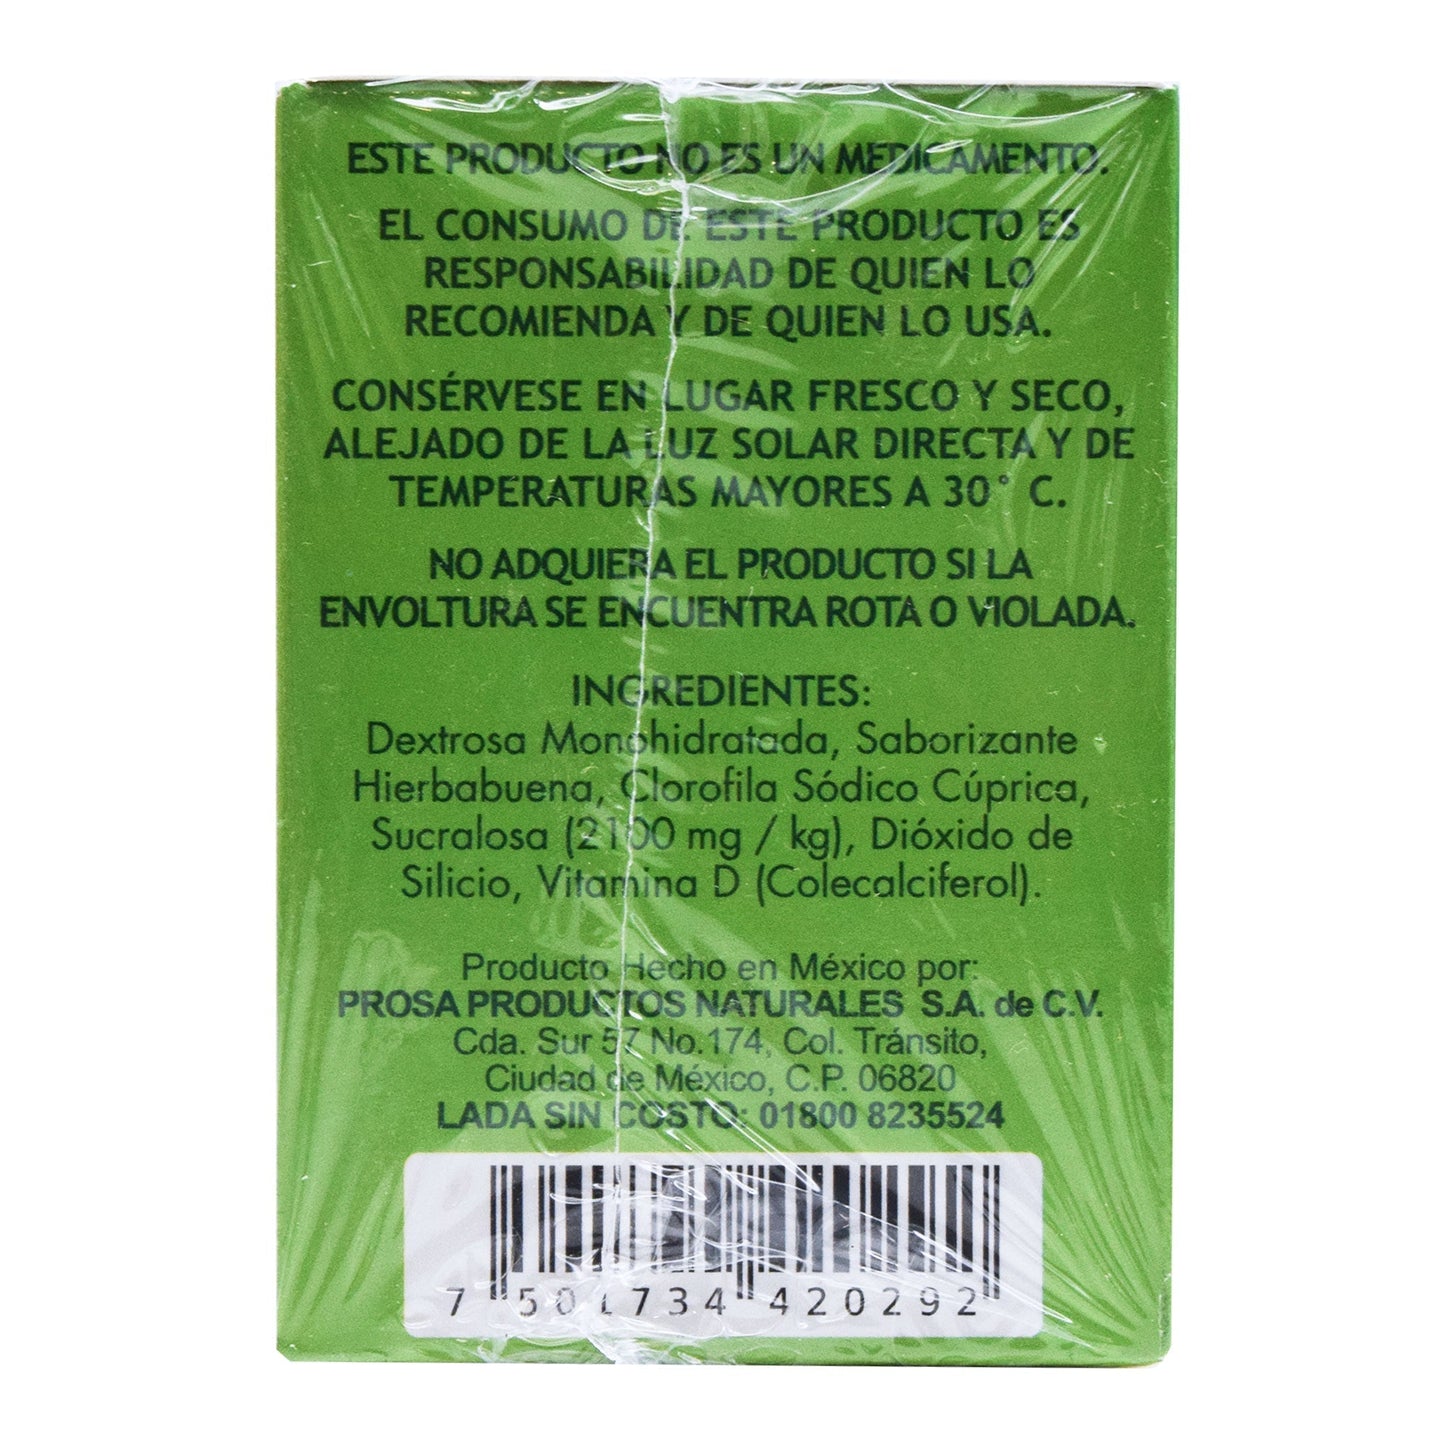 ESTE PRODUCTO NO ES UN MEDICAMENTO.
EL CONSUMO DE ESTE PRODUCTO ES
RESPONSABILIDAD DE QUIEN LO
RECOMIENDA Y DE QUIEN LO USA.
CONSÉRVESE EN LUGAR FRESCO Y SECO,
ALEJADO DE LA LUZ SOLAR DIRECTA Y DE
TEMPERATURAS MAYORES A 30° C.
NO ADQUIERA EL PRODUCTO SI LA
ENVOLTURA SE ENCUENTRA ROTA O VIOLADA.
INGREDIENTES:
Dextrosa Monohidratada, Saborizante
Hierbabuena, Clorofila Sódico Cúprica,
Sucralosa (2100 mg / kg), Dióxido de
Silicio, Vitamina D (Colecalciferol).
Producto Hecho en México por:
PROSA PRODUCTOS NATURALES S.A. de C.V.
Cda. Sur 57 No.174, Col. Tránsito,
Ciudad de México, C.P. 06820
LADA SIN COSTO: 01800 8235524
7 501734 420292